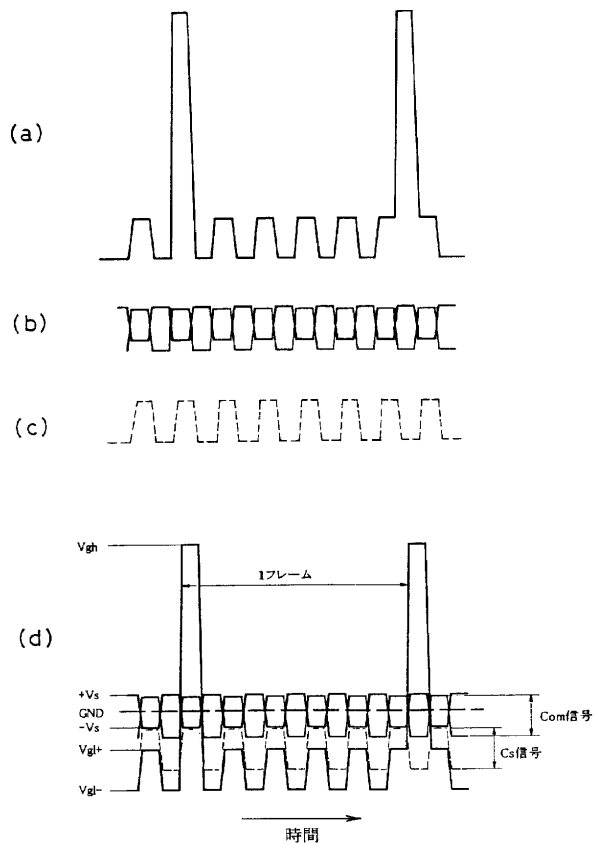 (a)
(b)
(c)
(d)
Vgh
1フレーム
+Vs
GND
-Vs
Vgl+
Vgl-
Com信号
Cs信号
時間